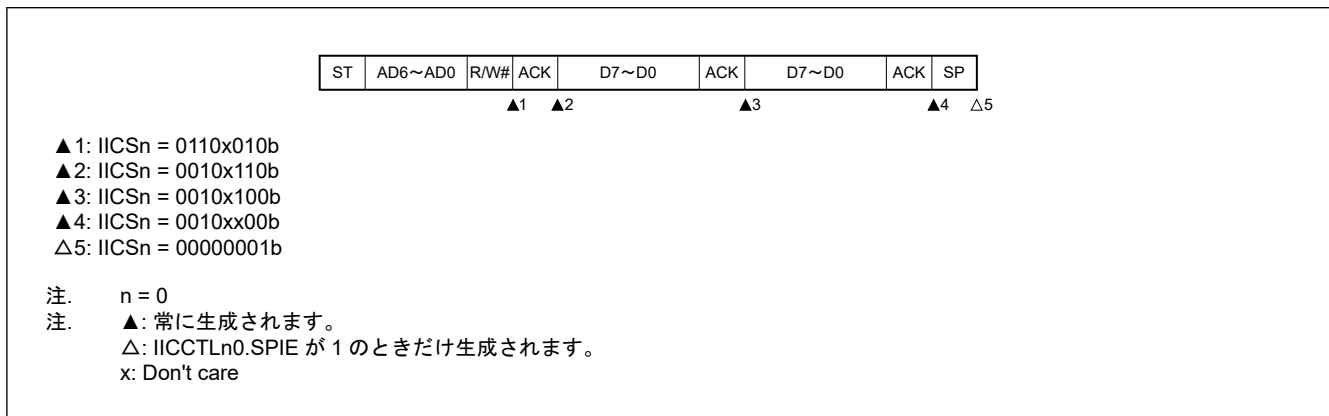 ST AD6～AD0 R/W# ACK D7～D0 ACK D7～D0 ACK SP
▲1 ▲2 ▲3 ▲4 △5
▲1: IICSn = 0110x010b
▲2: IICSn = 0010x110b
▲3: IICSn = 0010x100b
▲4: IICSn = 0010xx00b
△5: IICSn = 00000001b
注. n = 0
注. ▲: 常に生成されます。
△: IICCTLn0.SPIE が 1 のときだけ生成されます。
x: Don't care